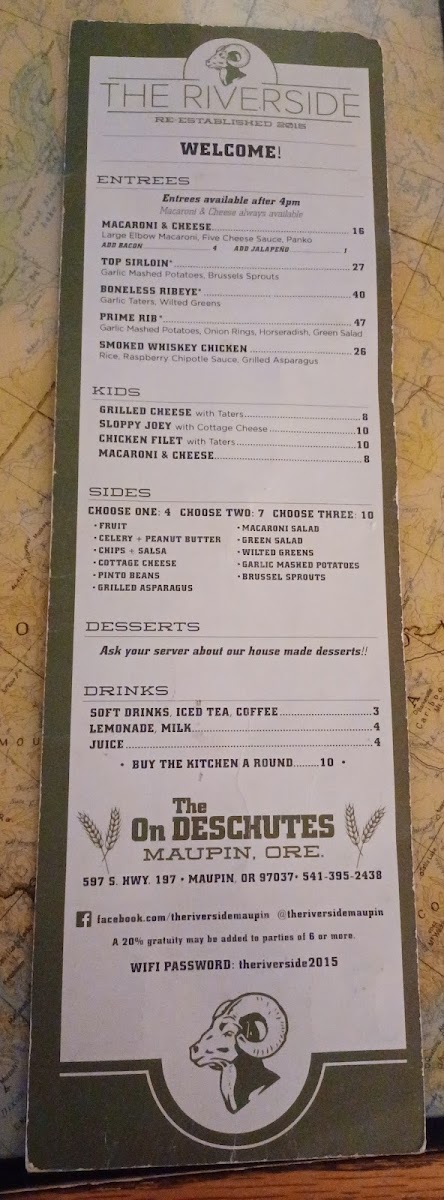 THE RIVERSIDE
RE-ESTABLISHED 2015
WELCOME!
ENTREES
Entrees available after 4pm
Macaroni & Cheese always available
MACARONI & CHEESE 16
Large Elbow Macaroni, Five Cheese Sauce, Panko
ADD BACON 4 ADD JALAPEÑO 1
TOP SIRLOIN* 27
Garlic Mashed Potatoes, Brussels Sprouts
BONELESS RIBEYE* 40
Garlic Taters, Wilted Greens
PRIME RIB* 47
Garlic Mashed Potatoes, Onion Rings, Horseradish, Green Salad
SMOKED WHISKEY CHICKEN 26
Rice, Raspberry Chipotle Sauce, Grilled Asparagus
KIDS
GRILLED CHEESE with Taters 8
SLOPPY JOEY with Cottage Cheese 10
CHICKEN FILET with Taters 10
MACARONI & CHEESE 8
SIDES
CHOOSE ONE: 4 CHOOSE TWO: 7 CHOOSE THREE: 10
• FRUIT
• CELERY + PEANUT BUTTER
• CHIPS + SALSA
• COTTAGE CHEESE
• PINTO BEANS
• GRILLED ASPARAGUS
• MACARONI SALAD
• GREEN SALAD
• WILTED GREENS
• GARLIC MASHED POTATOES
• BRUSSEL SPROUTS
DESSERTS
Ask your server about our house made desserts!!
DRINKS
SOFT DRINKS, ICED TEA, COFFEE 3
LEMONADE, MILK 4
JUICE 4
• BUY THE KITCHEN A ROUND........10 •
The
On DESCHUTES
MAUPIN, ORE.
597 S. HWY. 197 • MAUPIN, OR 97037 • 541-395-2438
facebook.com/theriversidemaupin @theriversidemaupin
A 20% gratuity may be added to parties of 6 or more.
WIFI PASSWORD: theriverside2015